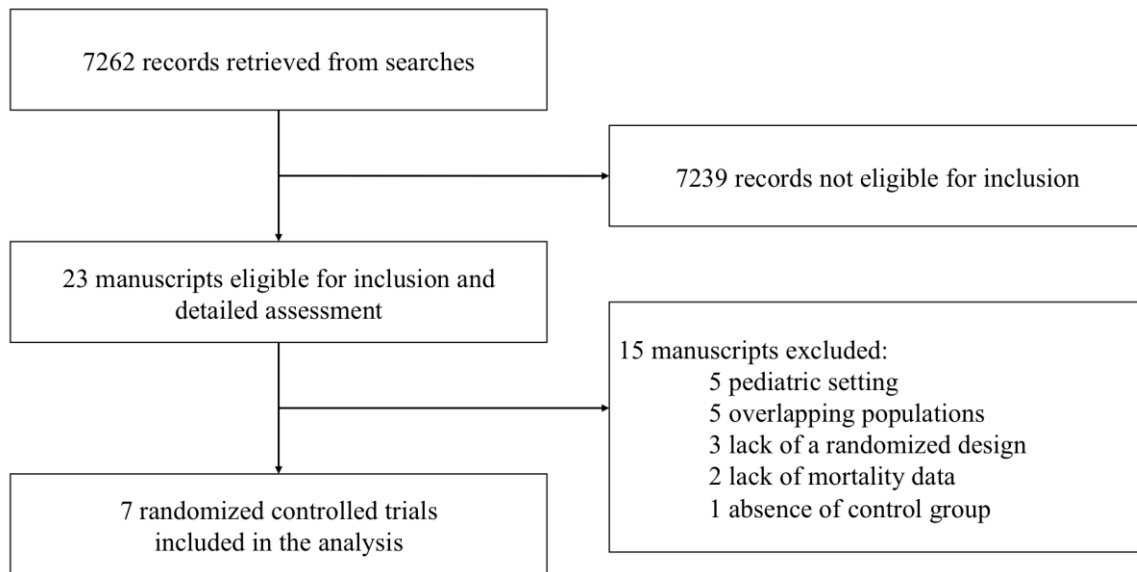 7262 records retrieved from searches
7239 records not eligible for inclusion
23 manuscripts eligible for inclusion and
detailed assessment
15 manuscripts excluded:
5 pediatric setting
5 overlapping populations
3 lack of a randomized design
2 lack of mortality data
1 absence of control group
7 randomized controlled trials
included in the analysis